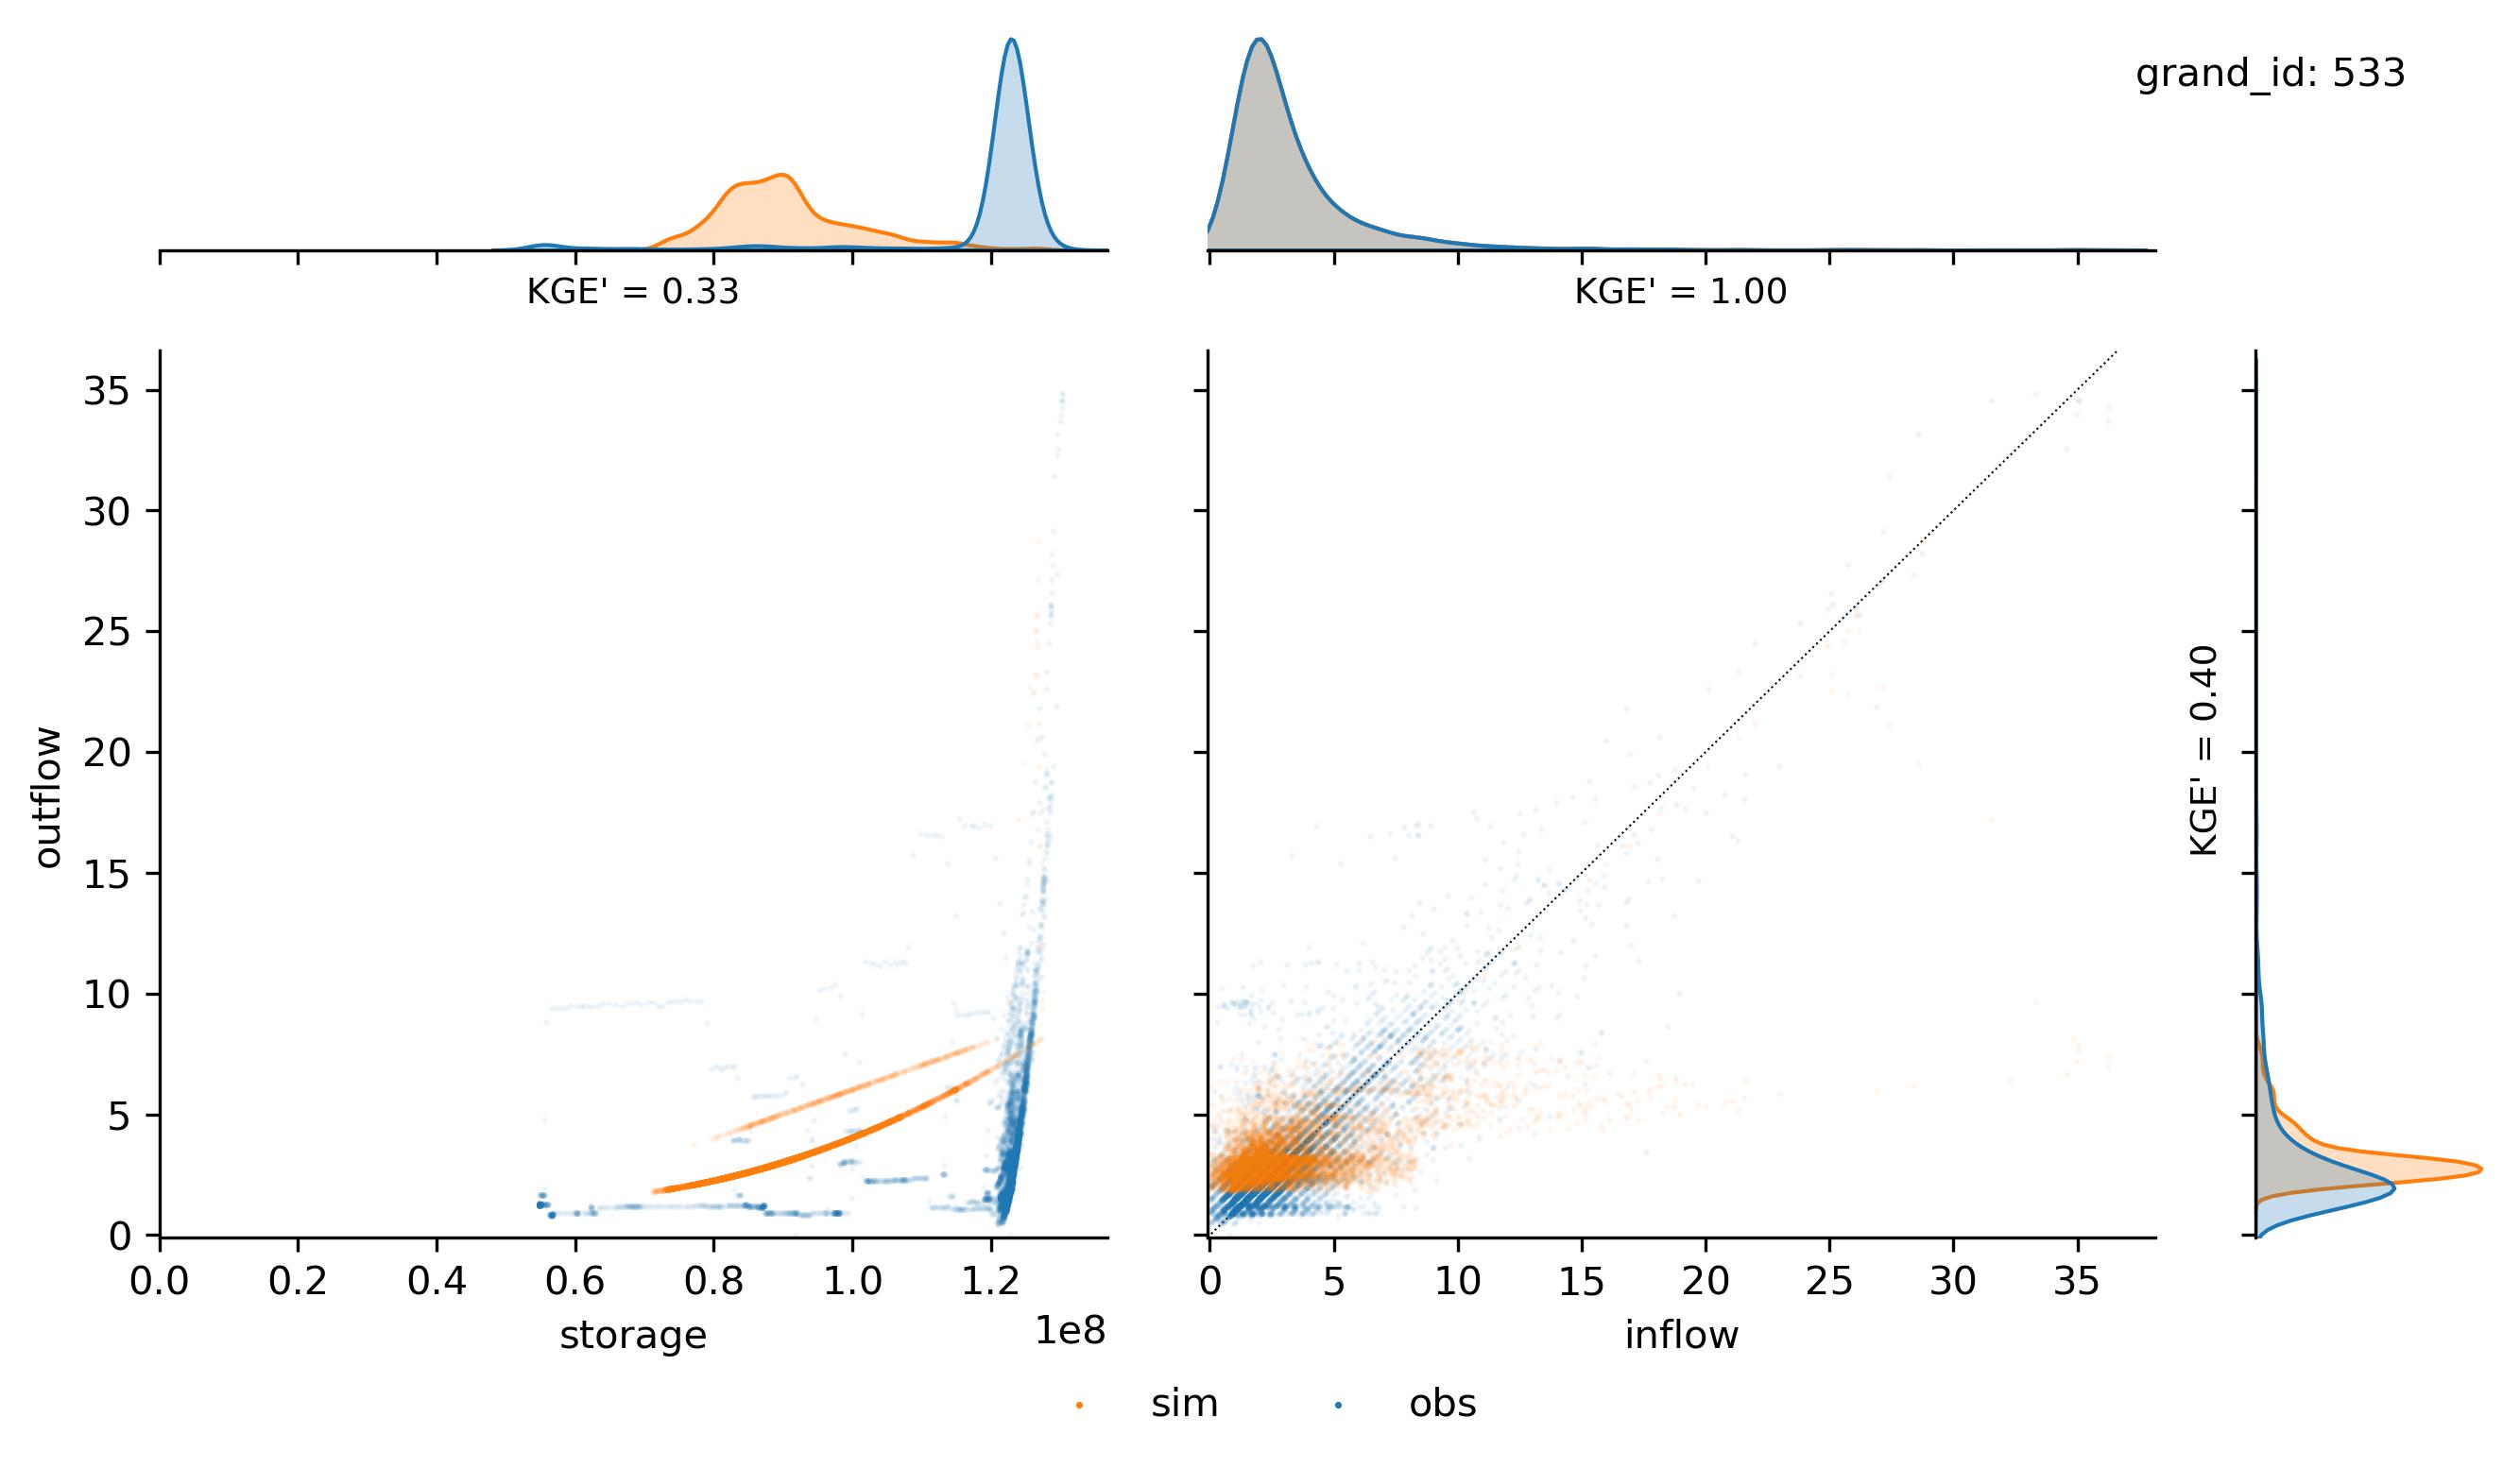 grand_id: 533
KGE' = 0.33
KGE' = 1.00
35
30
25
20
15
10
5
0
outflow
KGE' = 0.40
0.0 0.2 0.4 0.6 0.8 1.0 1.2
0 5 10 15 20 25 30 35
storage
1e8
inflow
sim
obs